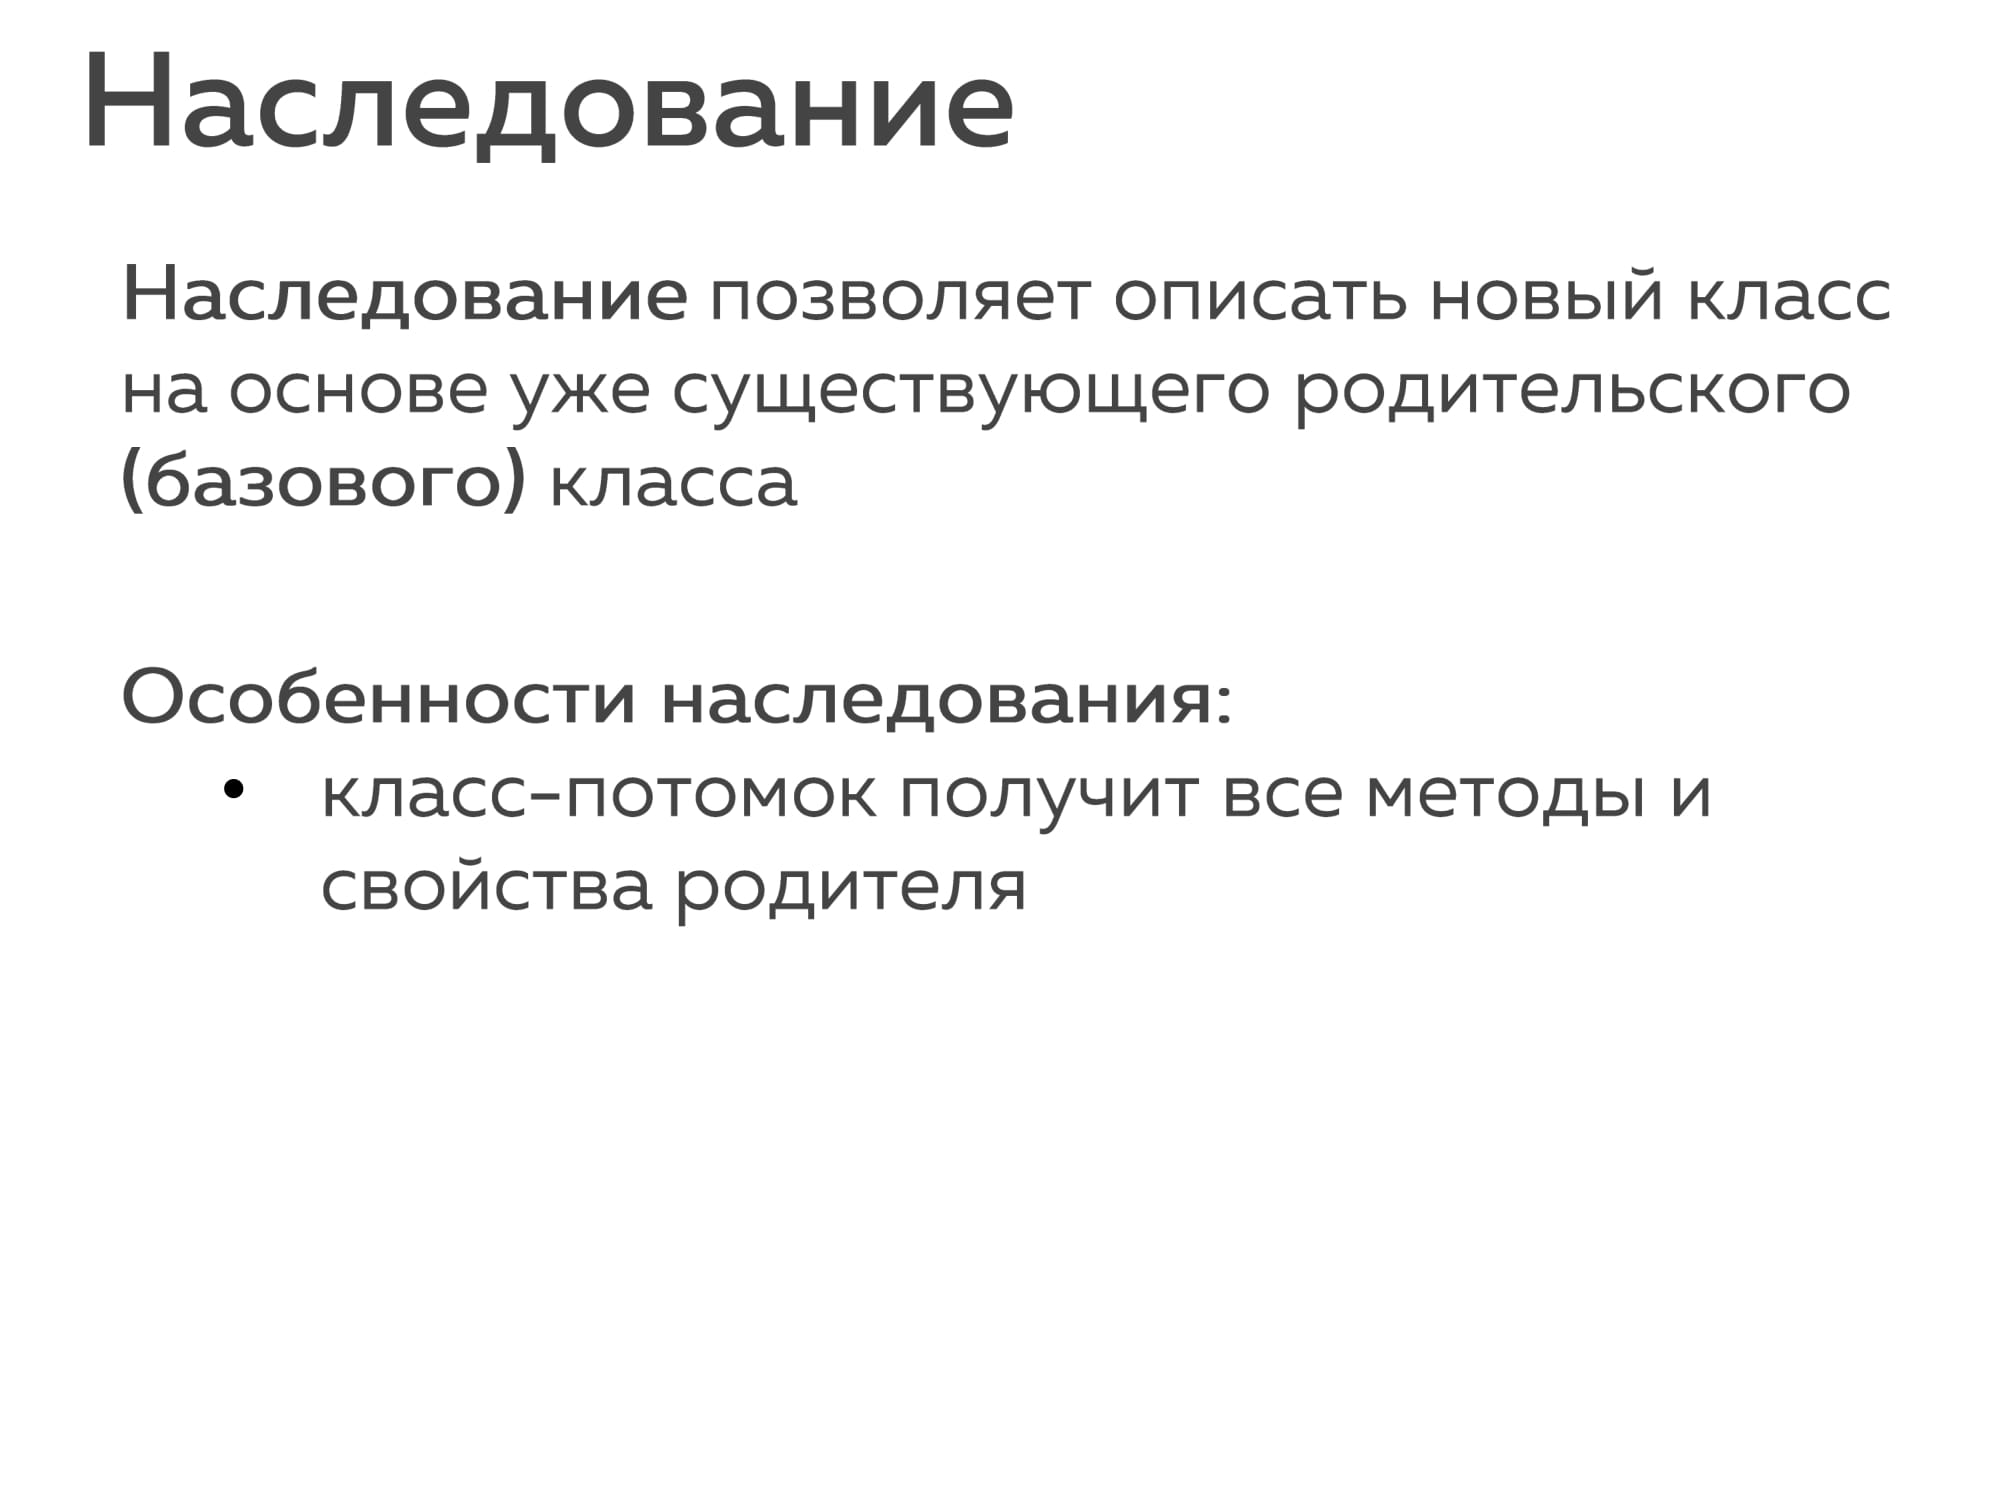 Наследование
Наследование позволяет описать новый класс
на основе уже существующего родительского
(базового) класса
Особенности наследования:
• класс-потомок получит все методы и
свойства родителя